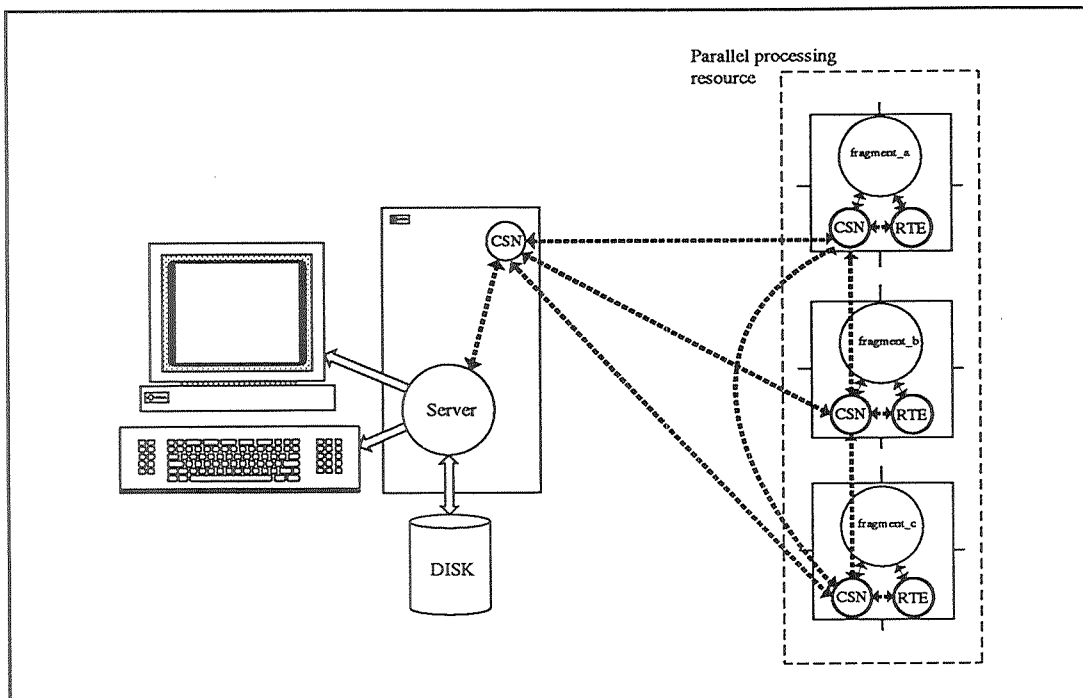 Parallel processing
resource
fragment_a
CSN
CSN
RTE
fragment_b
Server
CSN
RTE
fragment_c
DISK
CSN
RTE